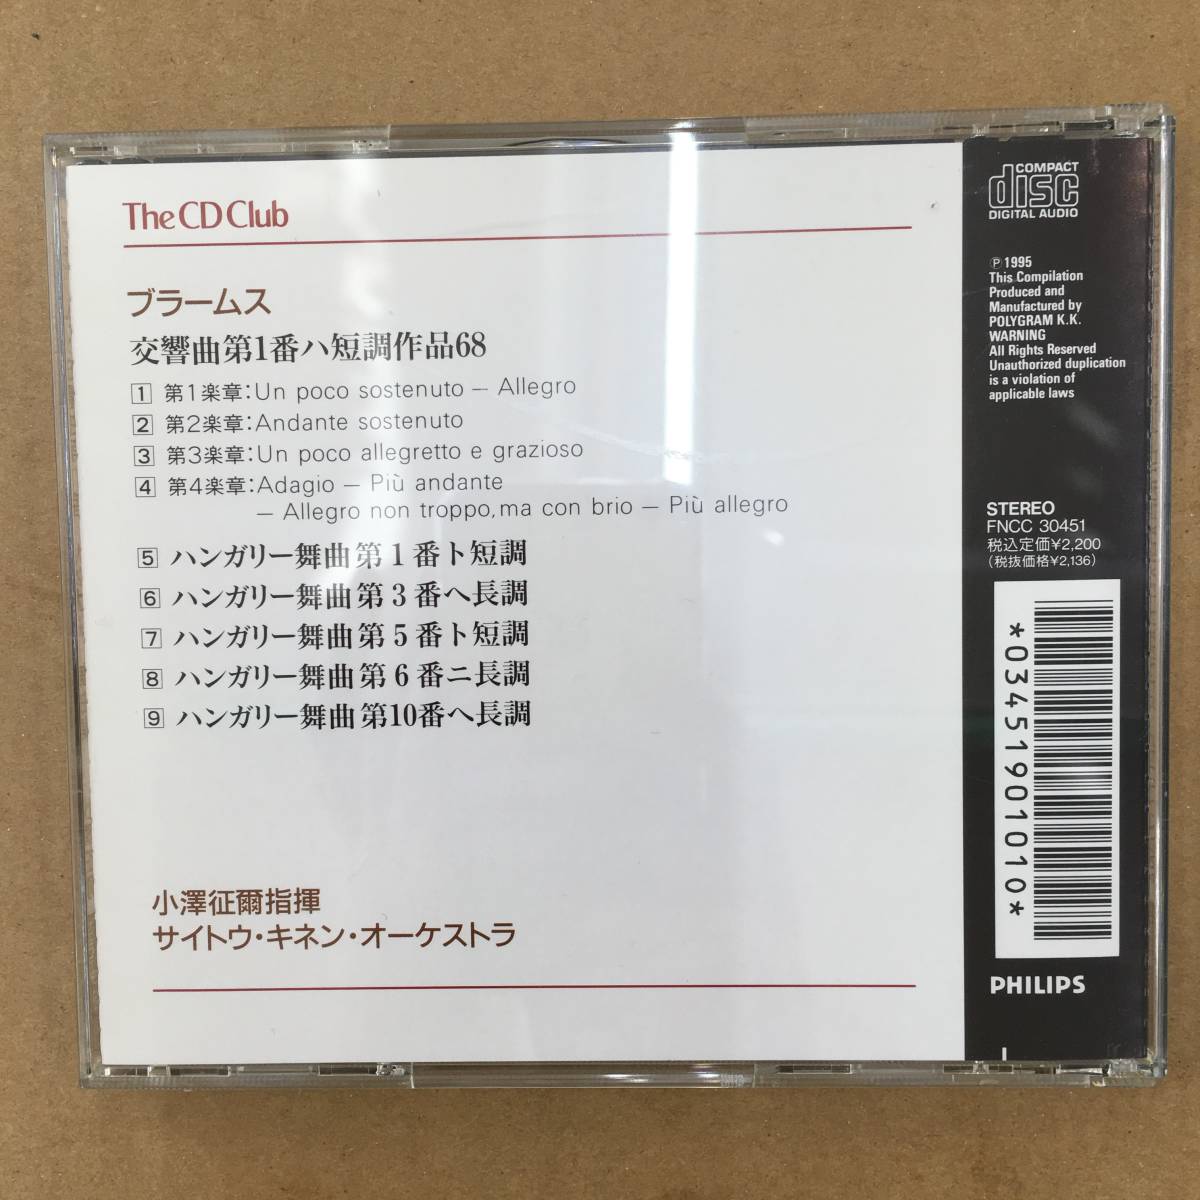 The CD Club
ブラームス
交響曲第1番ハ短調作品68
1 第1楽章:Un poco sostenuto – Allegro
2 第2楽章:Andante sostenuto
3 第3楽章:Un poco allegretto e grazioso
4 第4楽章:Adagio – Più andante
– Allegro non troppo,ma con brio – Più allegro
5 ハンガリー舞曲第1番ト短調
6 ハンガリー舞曲第3番ヘ長調
7 ハンガリー舞曲第5番ト短調
8 ハンガリー舞曲第6番ニ長調
9 ハンガリー舞曲第10番ヘ長調
小澤征爾指揮
サイトウ・キネン・オーケストラ
COMPACT
disc
DIGITAL AUDIO
℗1995
This Compilation
Produced and
Manufactured by
POLYGRAM K.K.
WARNING
All Rights Reserved
Unauthorized duplication
is a violation of
applicable laws
STEREO
FNCC 30451
税込定価¥2,200
(税抜価格¥2,136)
*03451901010*
PHILIPS